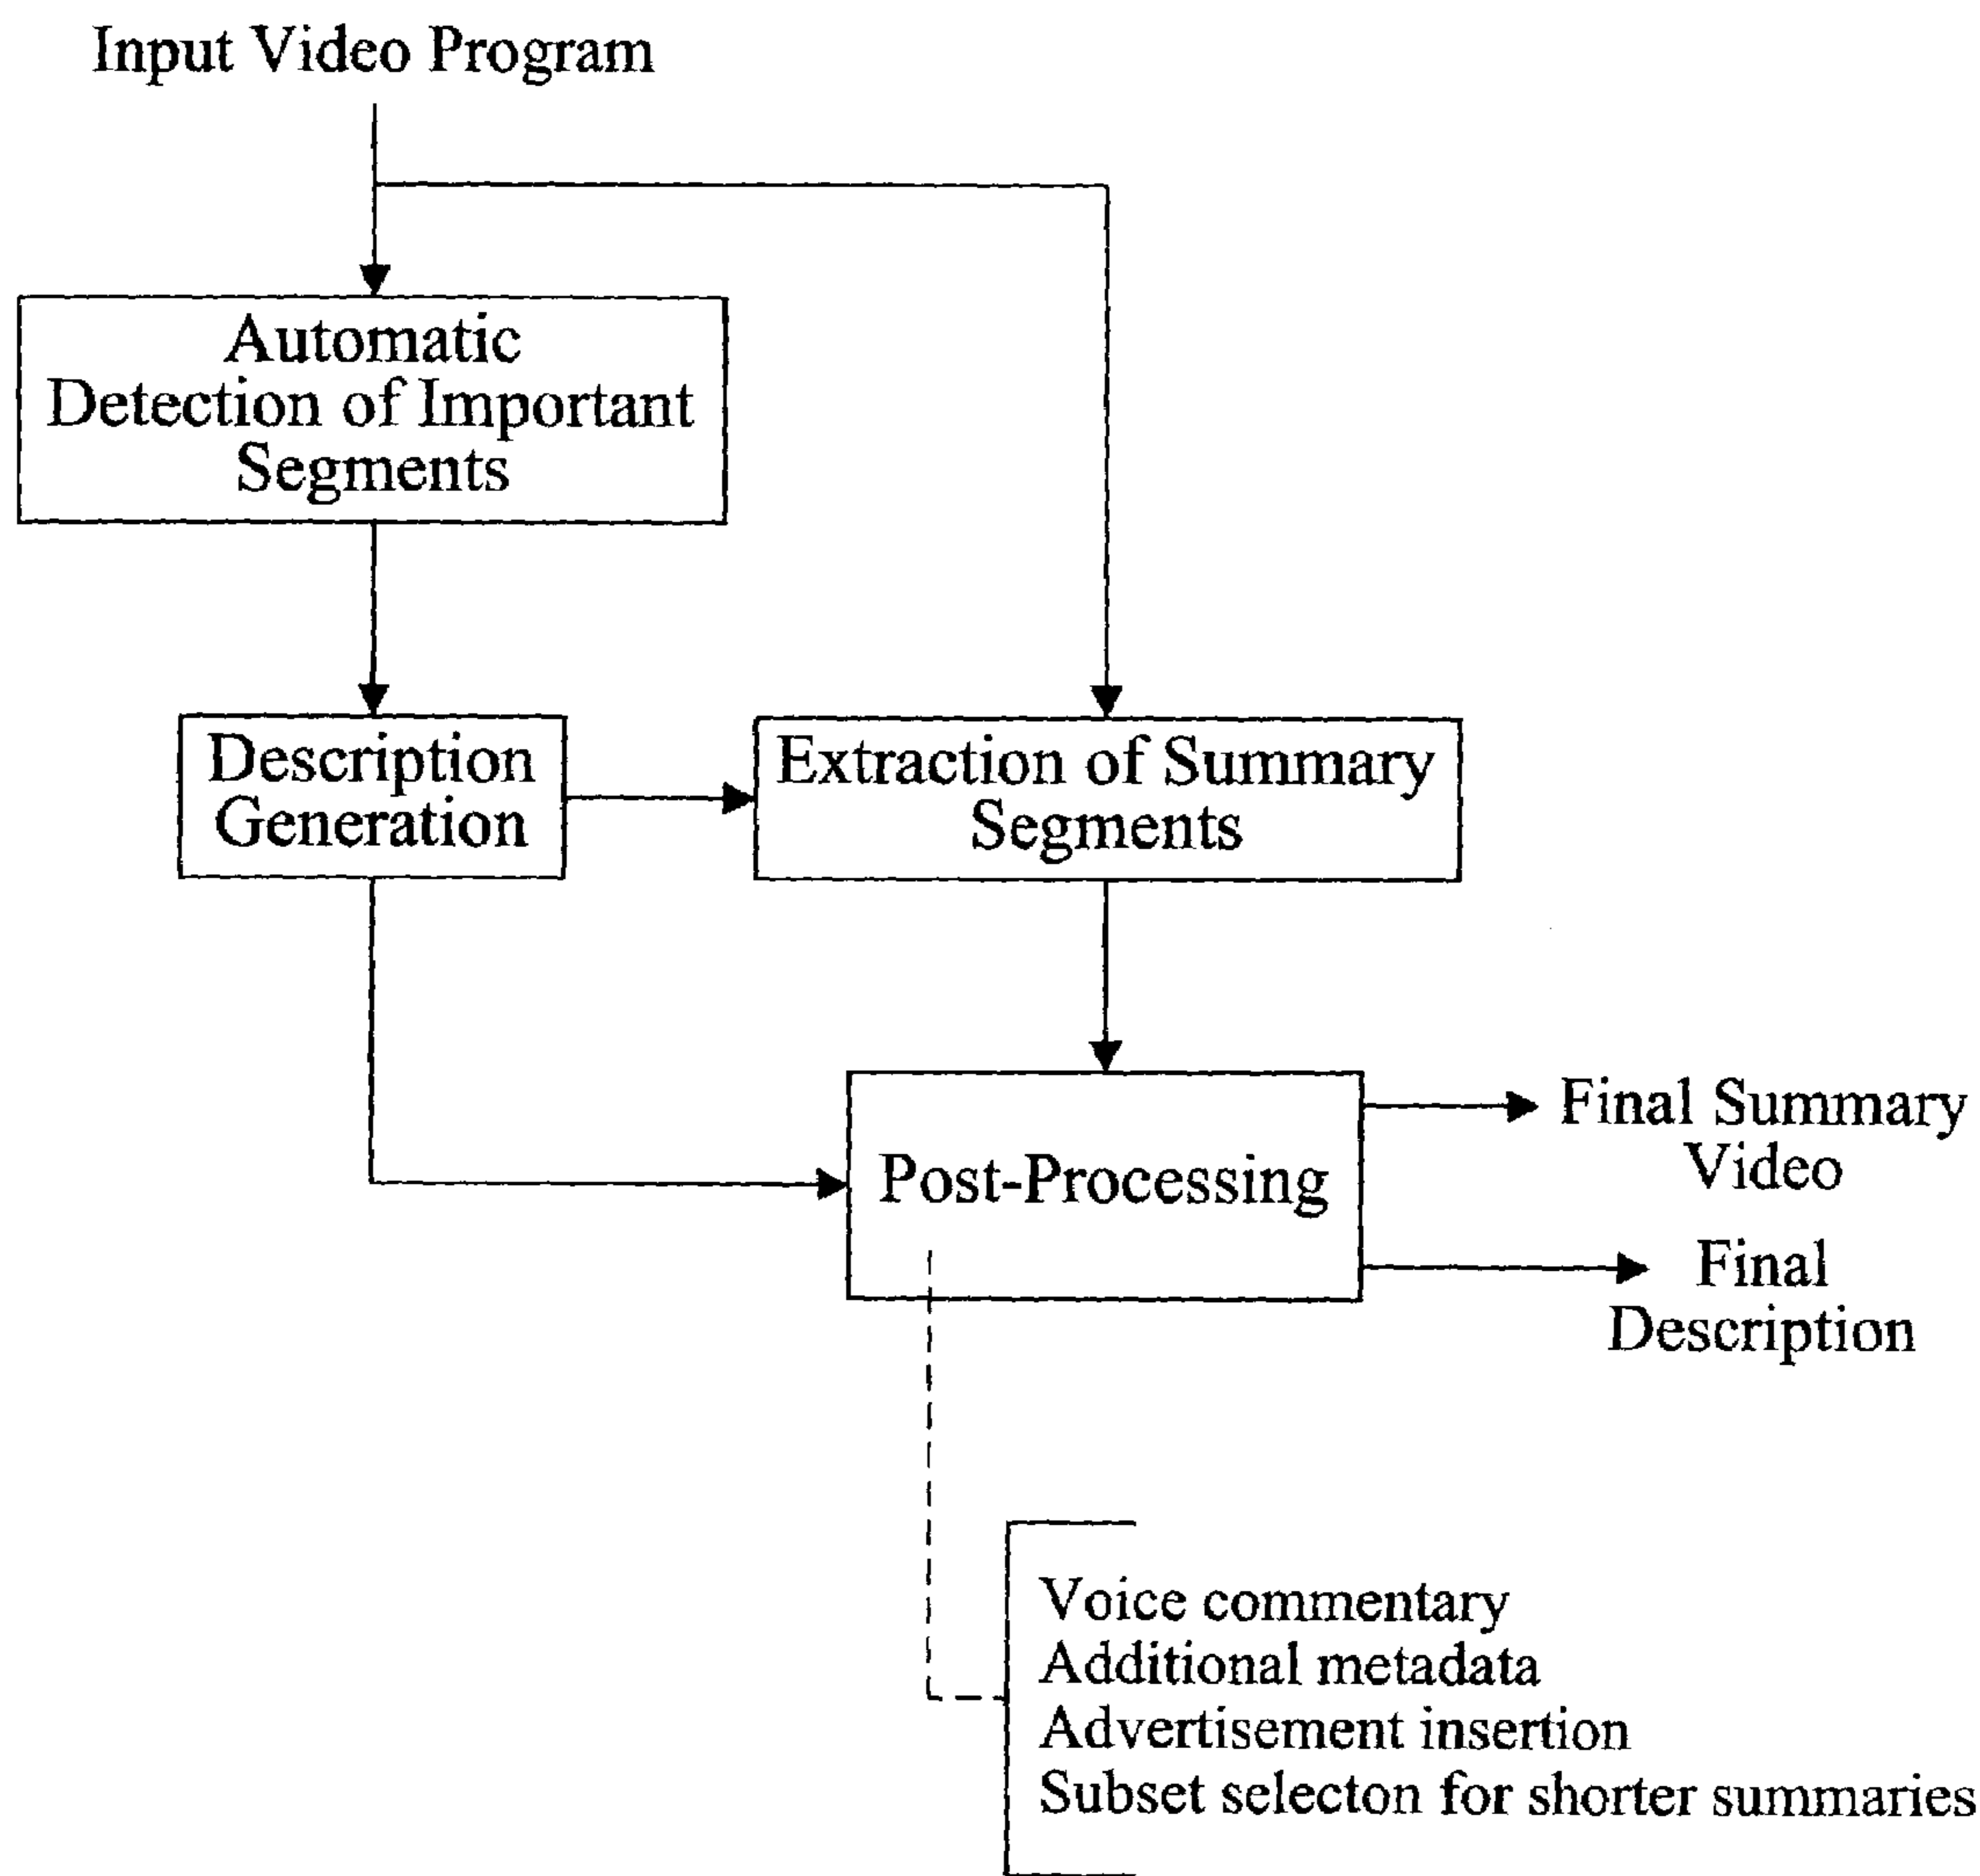 Input Video Program
Automatic
Detection of Important
Segments
Description
Generation
Extraction of Summary
Segments
Post-Processing
Final Summary
Video
Final
Description
Voice commentary
Additional metadata
Advertisement insertion
Subset selecton for shorter summaries